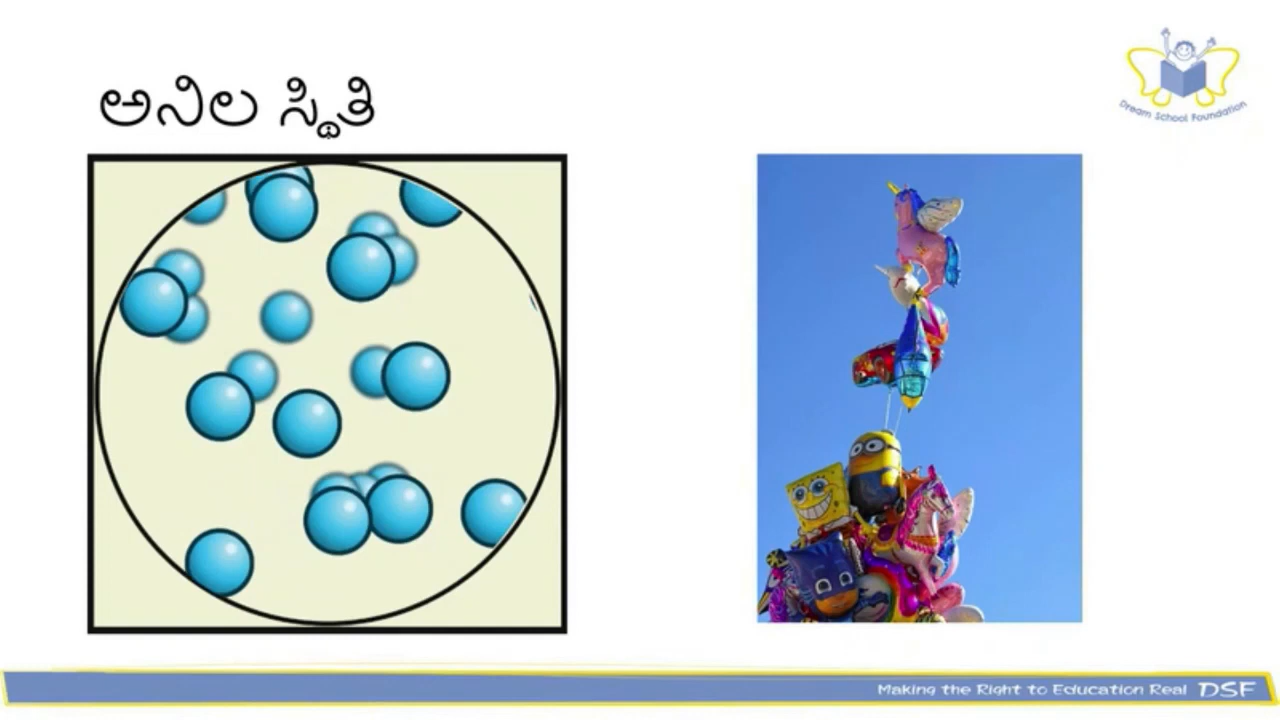 ಅನಿಲ ಸ್ಥಿತಿ
Dream School Foundation
Making the Right to Education Real DSF